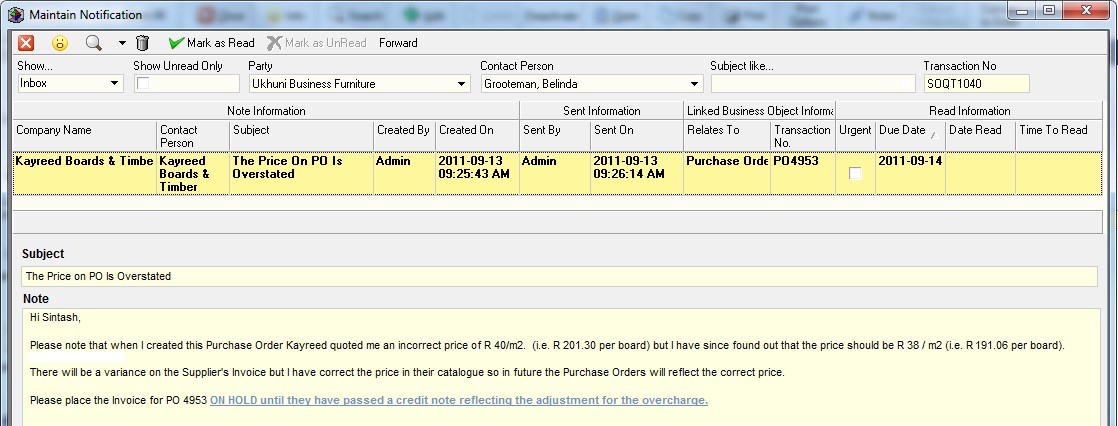 Maintain Notification
Mark as Read Mark as UnRead Forward
Show... Show Unread Only Party Contact Person Subject like... Transaction No
Inbox Ukhuni Business Furniture Grooteman, Belinda SOQT1040
Note Information Sent Information Linked Business Object Informa Read Information
Company Name Contact Person Subject Created By Created On Sent By Sent On Relates To Transaction No. Urgent Due Date Date Read Time To Read
Kayreed Boards & Timbe Kayreed The Price On PO Is Admin 2011-09-13 Admin 2011-09-13 Purchase Orde PO4953 2011-09-14
Boards & Overstated 09:25:43 AM 09:26:14 AM
Timber
Subject
The Price on PO Is Overstated
Note
Hi Sintash,
Please note that when I created this Purchase Order Kayreed quoted me an incorrect price of R 40/m2. (i.e. R 201.30 per board) but I have since found out that the price should be R 38 / m2 (i.e. R 191.06 per board).
There will be a variance on the Supplier's Invoice but I have correct the price in their catalogue so in future the Purchase Orders will reflect the correct price.
Please place the Invoice for PO 4953 ON HOLD until they have passed a credit note reflecting the adjustment for the overcharge.